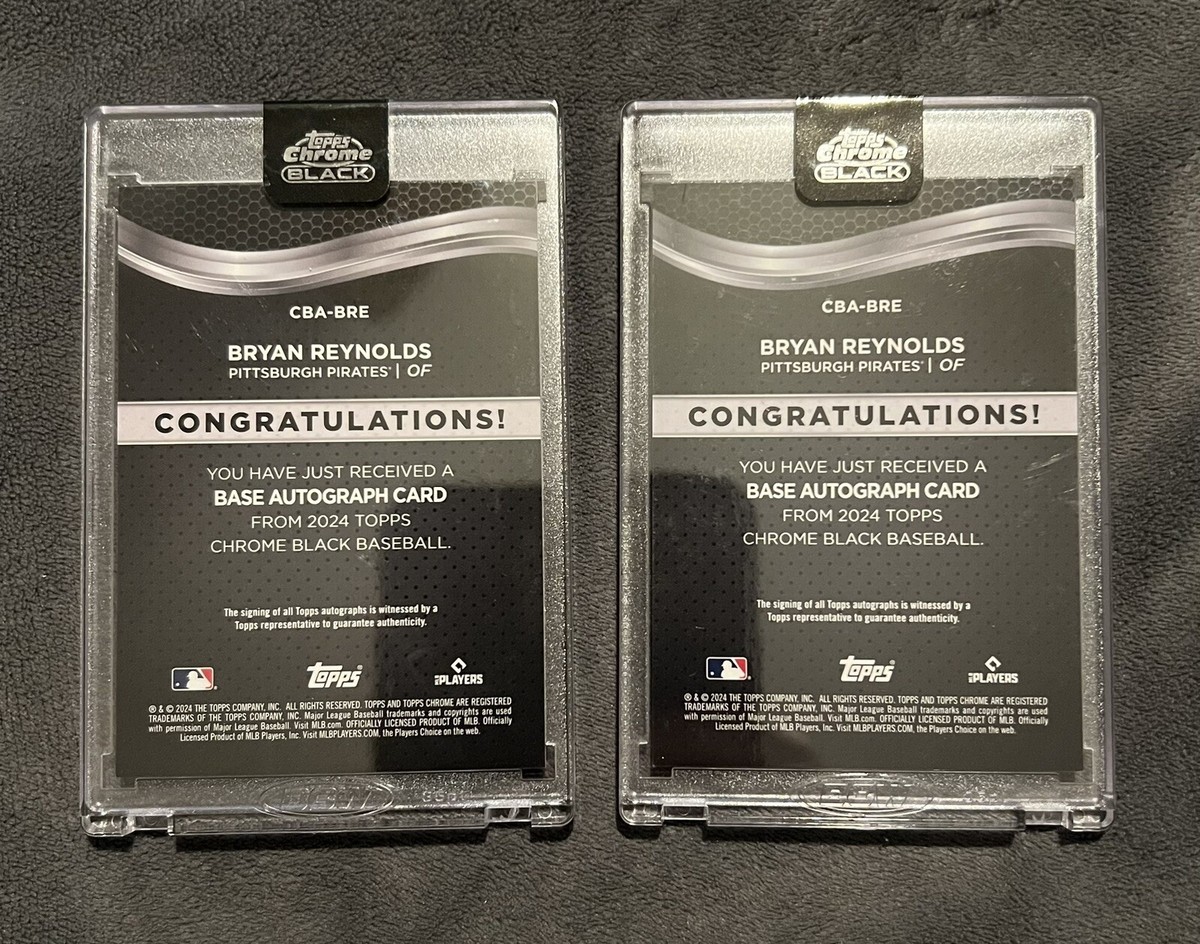 Topps
Chrome
BLACK
CBA-BRE
BRYAN REYNOLDS
PITTSBURGH PIRATES® | OF
CONGRATULATIONS!
YOU HAVE JUST RECEIVED A
BASE AUTOGRAPH CARD
FROM 2024 TOPPS
CHROME BLACK BASEBALL.
The signing of all Topps autographs is witnessed by a
Topps representative to guarantee authenticity.
Topps®
PLAYERS
® & © 2024 THE TOPPS COMPANY, INC. ALL RIGHTS RESERVED. TOPPS AND TOPPS CHROME ARE REGISTERED
TRADEMARKS OF THE TOPPS COMPANY, INC. Major League Baseball trademarks and copyrights are used
with permission of Major League Baseball. Visit MLB.com. OFFICIALLY LICENSED PRODUCT OF MLB. Officially
Licensed Product of MLB Players, Inc. Visit MLBPLAYERS.COM, the Players Choice on the web.
Topps
Chrome
BLACK
CBA-BRE
BRYAN REYNOLDS
PITTSBURGH PIRATES® | OF
CONGRATULATIONS!
YOU HAVE JUST RECEIVED A
BASE AUTOGRAPH CARD
FROM 2024 TOPPS
CHROME BLACK BASEBALL.
The signing of all Topps autographs is witnessed by a
Topps representative to guarantee authenticity.
Topps®
PLAYERS
® & © 2024 THE TOPPS COMPANY, INC. ALL RIGHTS RESERVED. TOPPS AND TOPPS CHROME ARE REGISTERED
TRADEMARKS OF THE TOPPS COMPANY, INC. Major League Baseball trademarks and copyrights are used
with permission of Major League Baseball. Visit MLB.com. OFFICIALLY LICENSED PRODUCT OF MLB. Officially
Licensed Product of MLB Players, Inc. Visit MLBPLAYERS.COM, the Players Choice on the web.